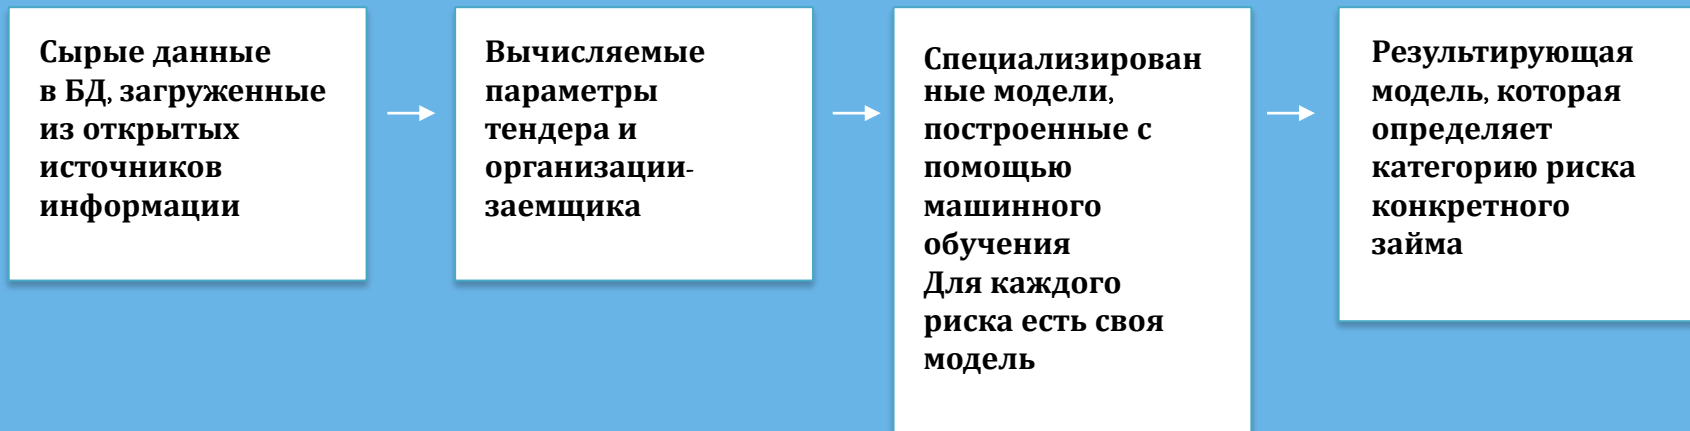 Сырые данные
в БД, загруженные
из открытых
источников
информации
Вычисляемые
параметры
тендера и
организации-
заемщика
Специализирован
ные модели,
построенные с
помощью
машинного
обучения
Для каждого
риска есть своя
модель
Результирующая
модель, которая
определяет
категорию риска
конкретного
займа